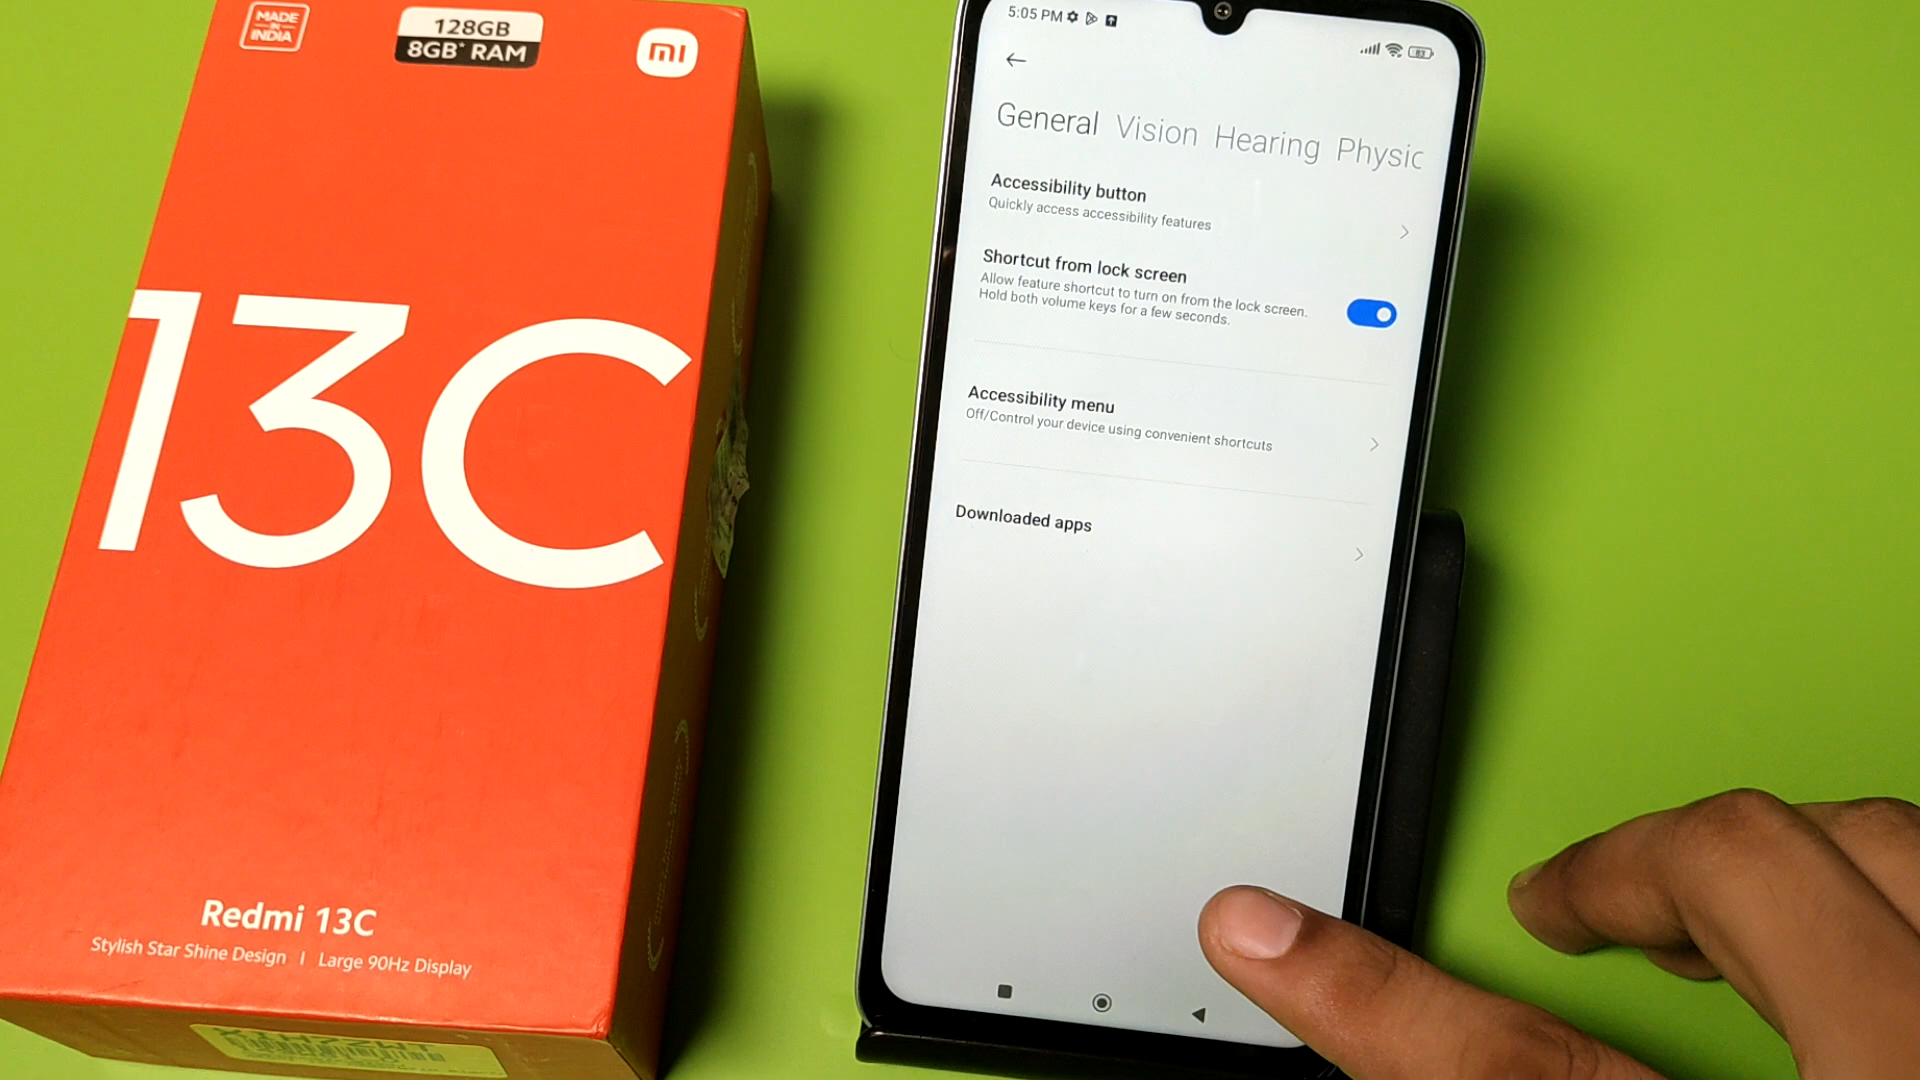 MADE
IN
INDIA
128GB
8GB* RAM
mi
13C
Redmi 13C
Stylish Star Shine Design | Large 90Hz Display
5:05 PM
83
General Vision Hearing Physic
Accessibility button
Quickly access accessibility features
Shortcut from lock screen
Allow feature shortcut to turn on from the lock screen.
Hold both volume keys for a few seconds.
Accessibility menu
Off/Control your device using convenient shortcuts
Downloaded apps